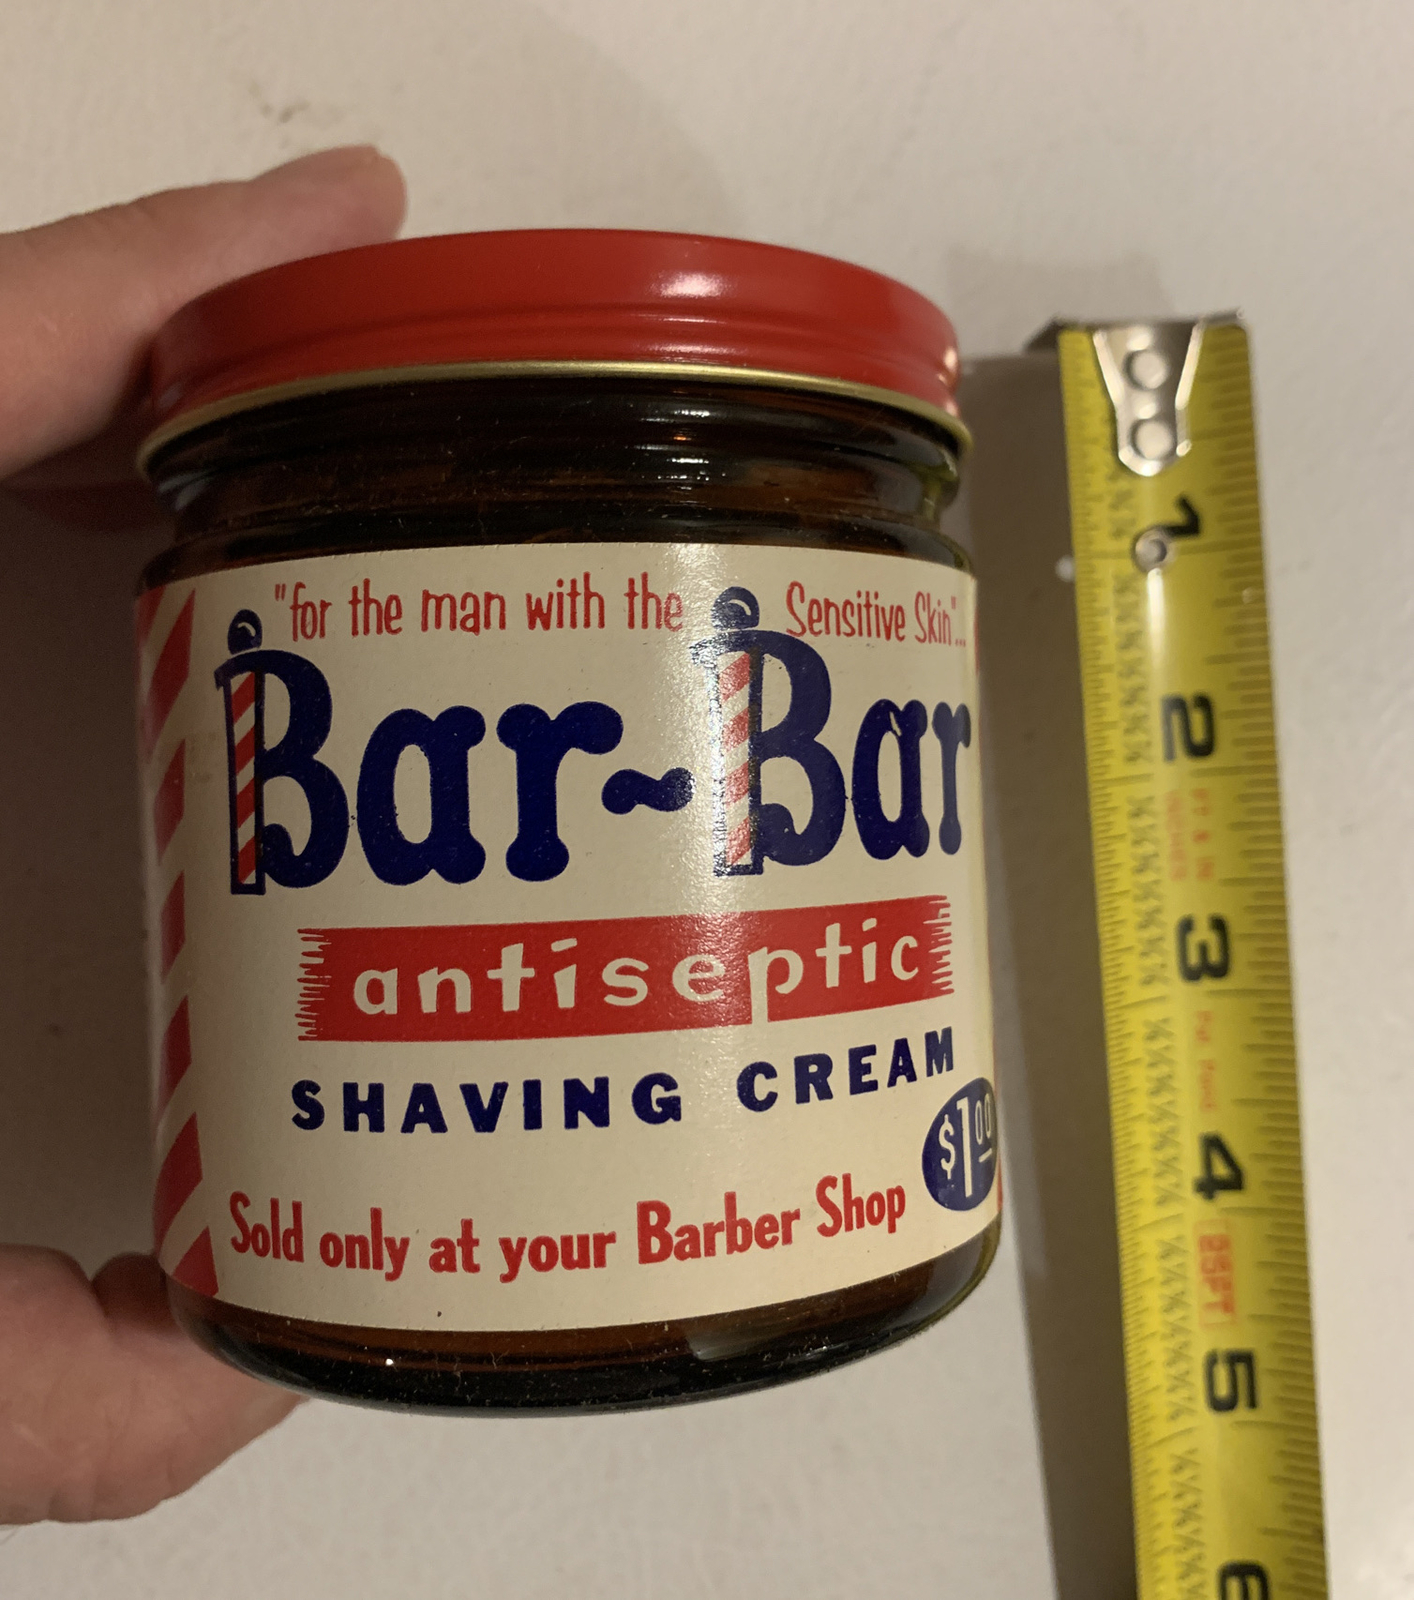 "for the man with the Sensitive Skin"...
Bar~Bar
antiseptic
SHAVING CREAM
$1.00
Sold only at your Barber Shop
1
2
3
4
25FT
5
6